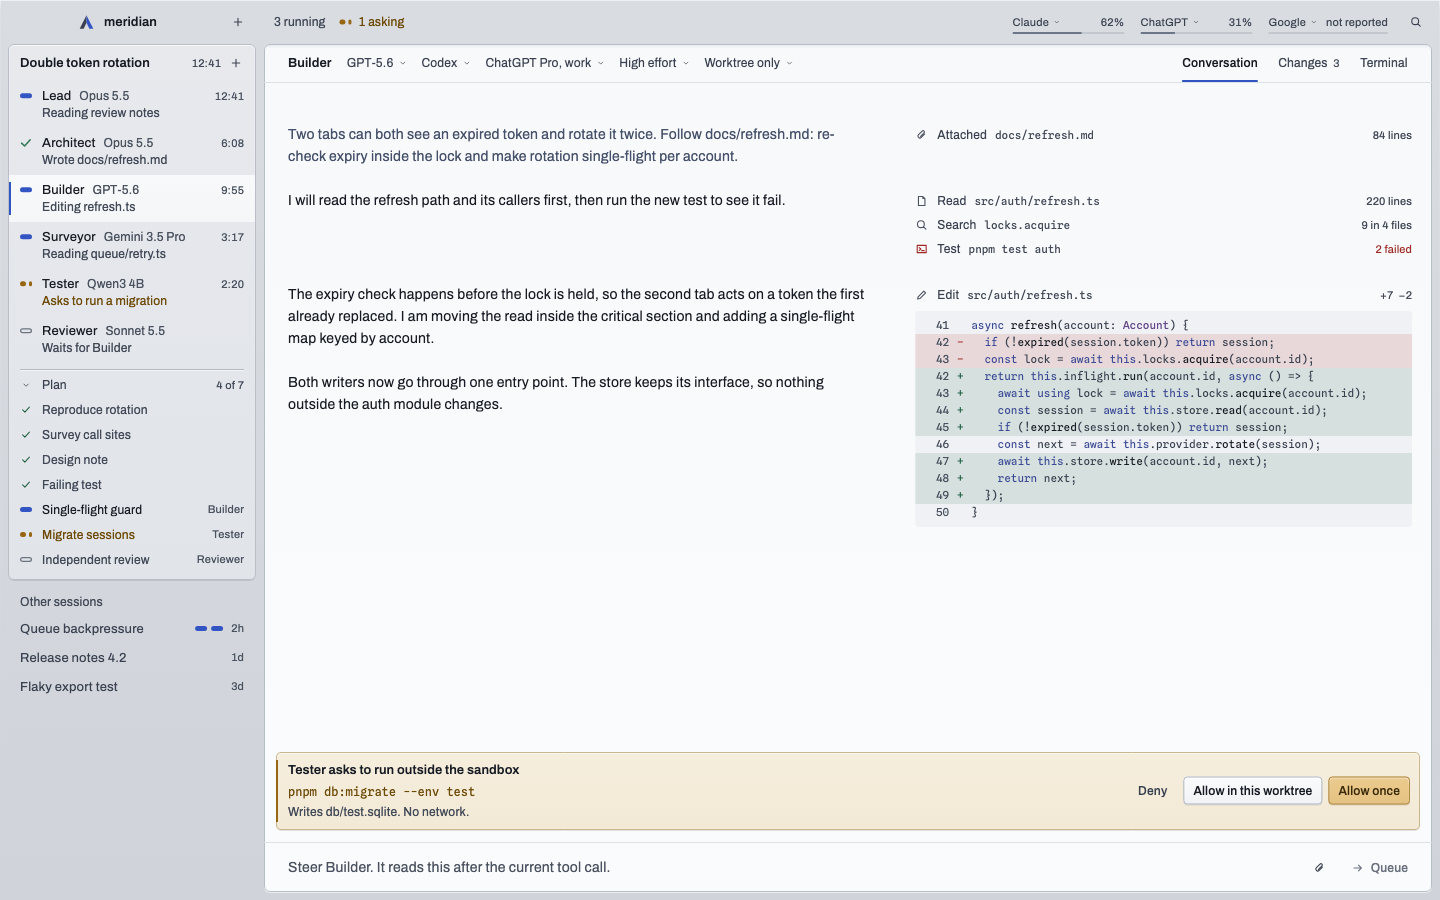 meridian
3 running 1 asking
Claude 62% ChatGPT 31% Google not reported
Double token rotation 12:41
Lead Opus 5.5 12:41
Reading review notes
Architect Opus 5.5 6:08
Wrote docs/refresh.md
Builder GPT-5.6 9:55
Editing refresh.ts
Surveyor Gemini 3.5 Pro 3:17
Reading queue/retry.ts
Tester Qwen3 4B 2:20
Asks to run a migration
Reviewer Sonnet 5.5
Waits for Builder
Plan 4 of 7
Reproduce rotation
Survey call sites
Design note
Failing test
Single-flight guard Builder
Migrate sessions Tester
Independent review Reviewer
Other sessions
Queue backpressure 2h
Release notes 4.2 1d
Flaky export test 3d
Builder GPT-5.6 Codex ChatGPT Pro, work High effort Worktree only
Conversation Changes 3 Terminal
Two tabs can both see an expired token and rotate it twice. Follow docs/refresh.md: re-
check expiry inside the lock and make rotation single-flight per account.
Attached docs/refresh.md 84 lines
I will read the refresh path and its callers first, then run the new test to see it fail.
Read src/auth/refresh.ts 220 lines
Search locks.acquire 9 in 4 files
Test pnpm test auth 2 failed
The expiry check happens before the lock is held, so the second tab acts on a token the first
already replaced. I am moving the read inside the critical section and adding a single-flight
map keyed by account.
Both writers now go through one entry point. The store keeps its interface, so nothing
outside the auth module changes.
Edit src/auth/refresh.ts +7 −2
41 async refresh(account: Account) {
42 − if (!expired(session.token)) return session;
43 − const lock = await this.locks.acquire(account.id);
42 + return this.inflight.run(account.id, async () => {
43 + await using lock = await this.locks.acquire(account.id);
44 + const session = await this.store.read(account.id);
45 + if (!expired(session.token)) return session;
46 const next = await this.provider.rotate(session);
47 + await this.store.write(account.id, next);
48 + return next;
49 + });
50 }
Tester asks to run outside the sandbox
pnpm db:migrate --env test
Writes db/test.sqlite. No network.
Deny Allow in this worktree Allow once
Steer Builder. It reads this after the current tool call.
Queue